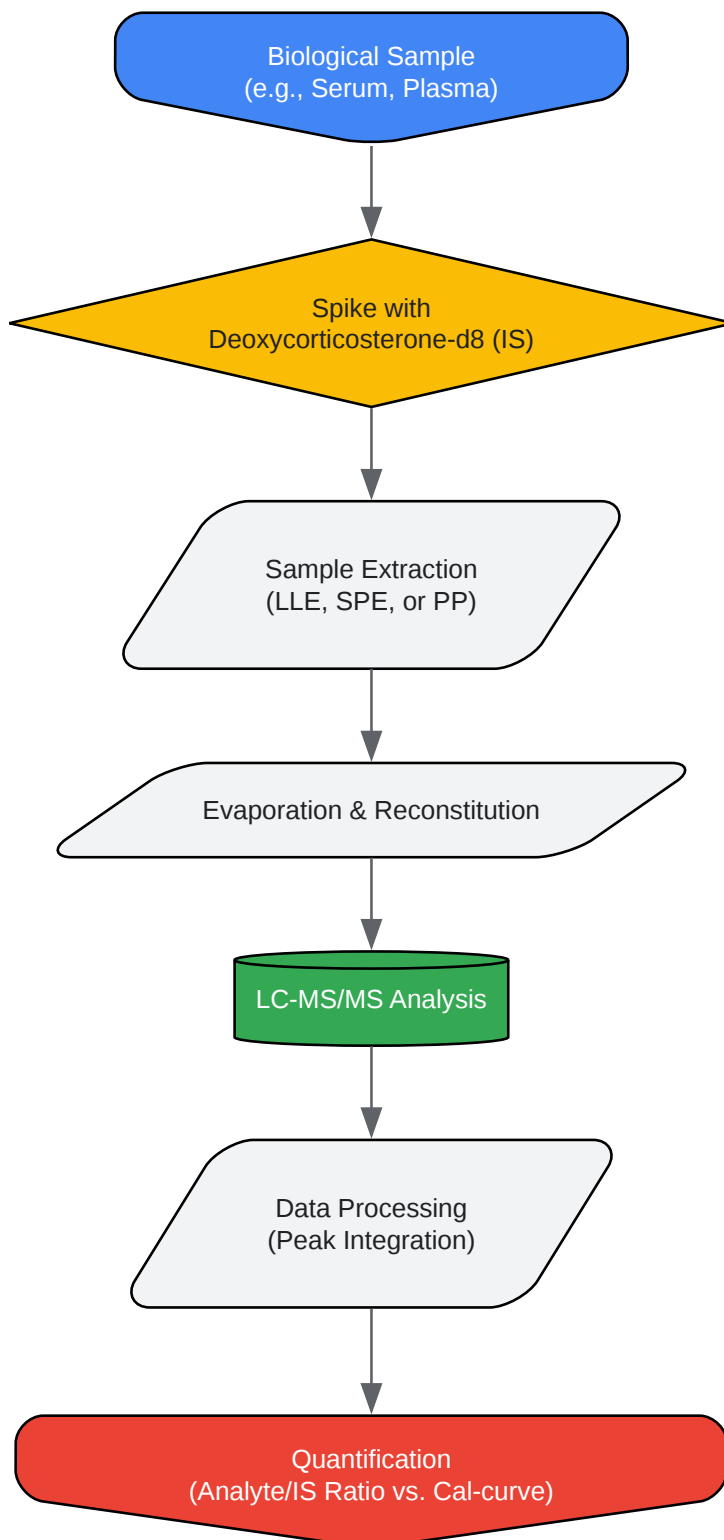 Biological Sample
(e.g., Serum, Plasma)
Spike with
Deoxycorticosterone-d8 (IS)
Sample Extraction
(LLE, SPE, or PP)
Evaporation & Reconstitution
LC-MS/MS Analysis
Data Processing
(Peak Integration)
Quantification
(Analyte/IS Ratio vs. Cal-curve)